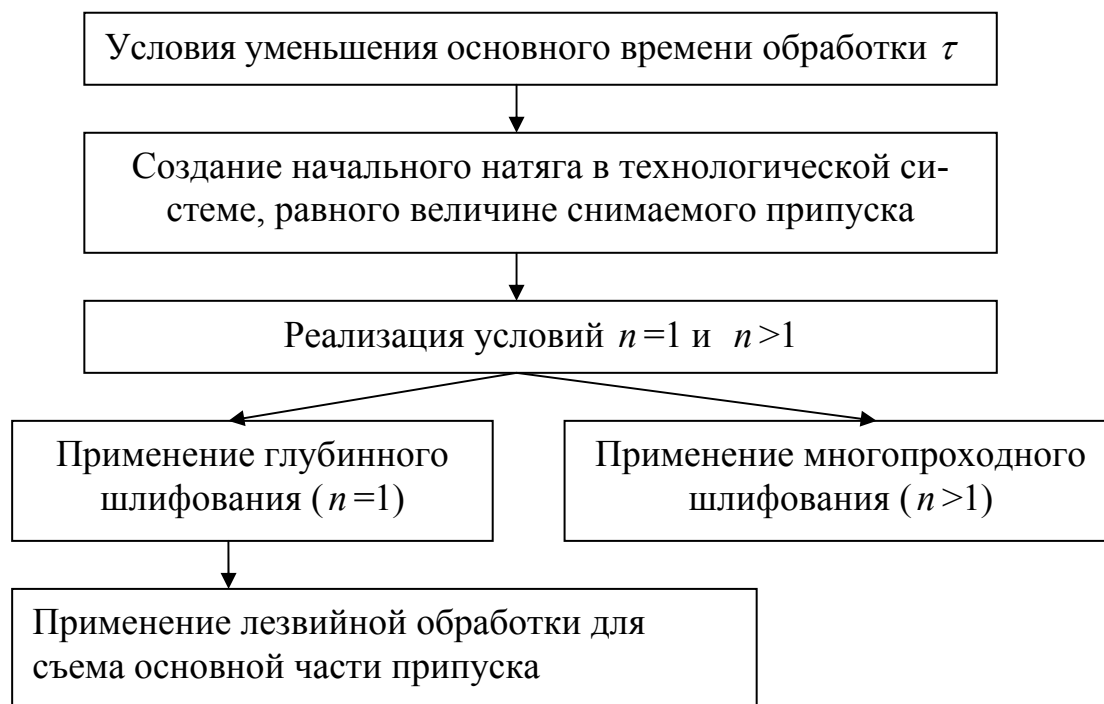 Условия уменьшения основного времени обработки τ
Создание начального натяга в технологической си-
стеме, равного величине снимаемого припуска
Реализация условий n =1 и n >1
Применение глубинного
шлифования ( n =1)
Применение многопроходного
шлифования ( n >1)
Применение лезвийной обработки для
съема основной части припуска